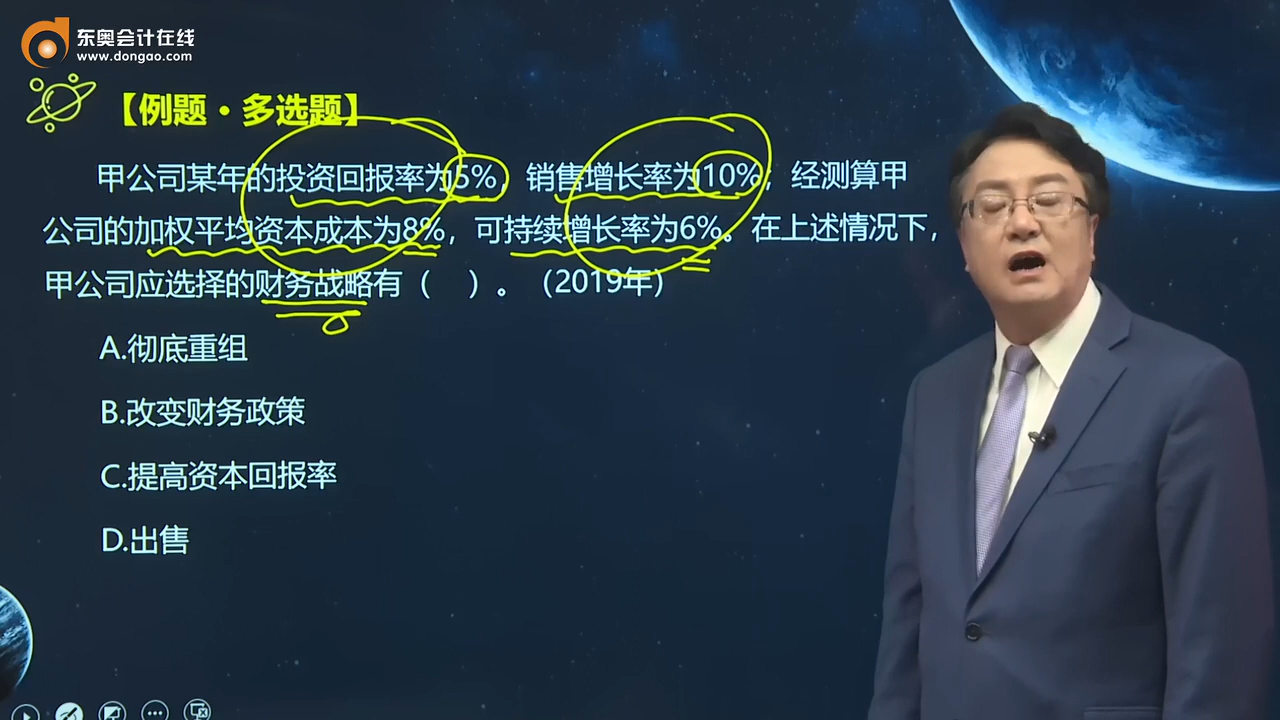 东奥会计在线
www.dongao.com
【例题·多选题】
甲公司某年的投资回报率为5%，销售增长率为10%，经测算甲
公司的加权平均资本成本为8%，可持续增长率为6%。在上述情况下，
甲公司应选择的财务战略有（　）。（2019年）
A.彻底重组
B.改变财务政策
C.提高资本回报率
D.出售